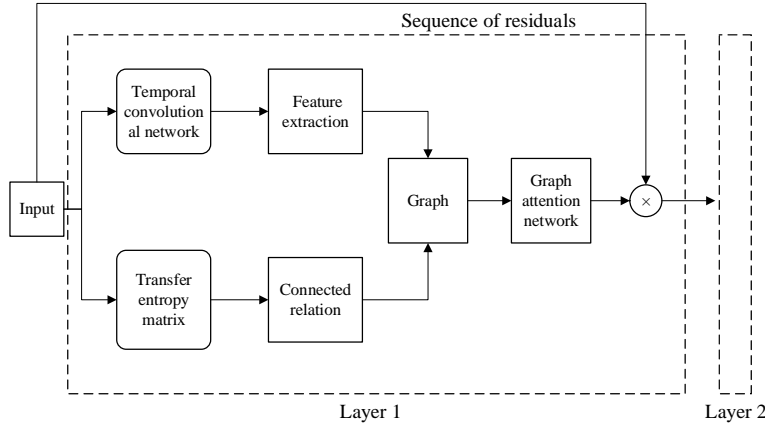 Sequence of residuals
Temporal
convolution
al network
Feature
extraction
Input
Graph
Graph
attention
network
×
Transfer
entropy
matrix
Connected
relation
Layer 1
Layer 2